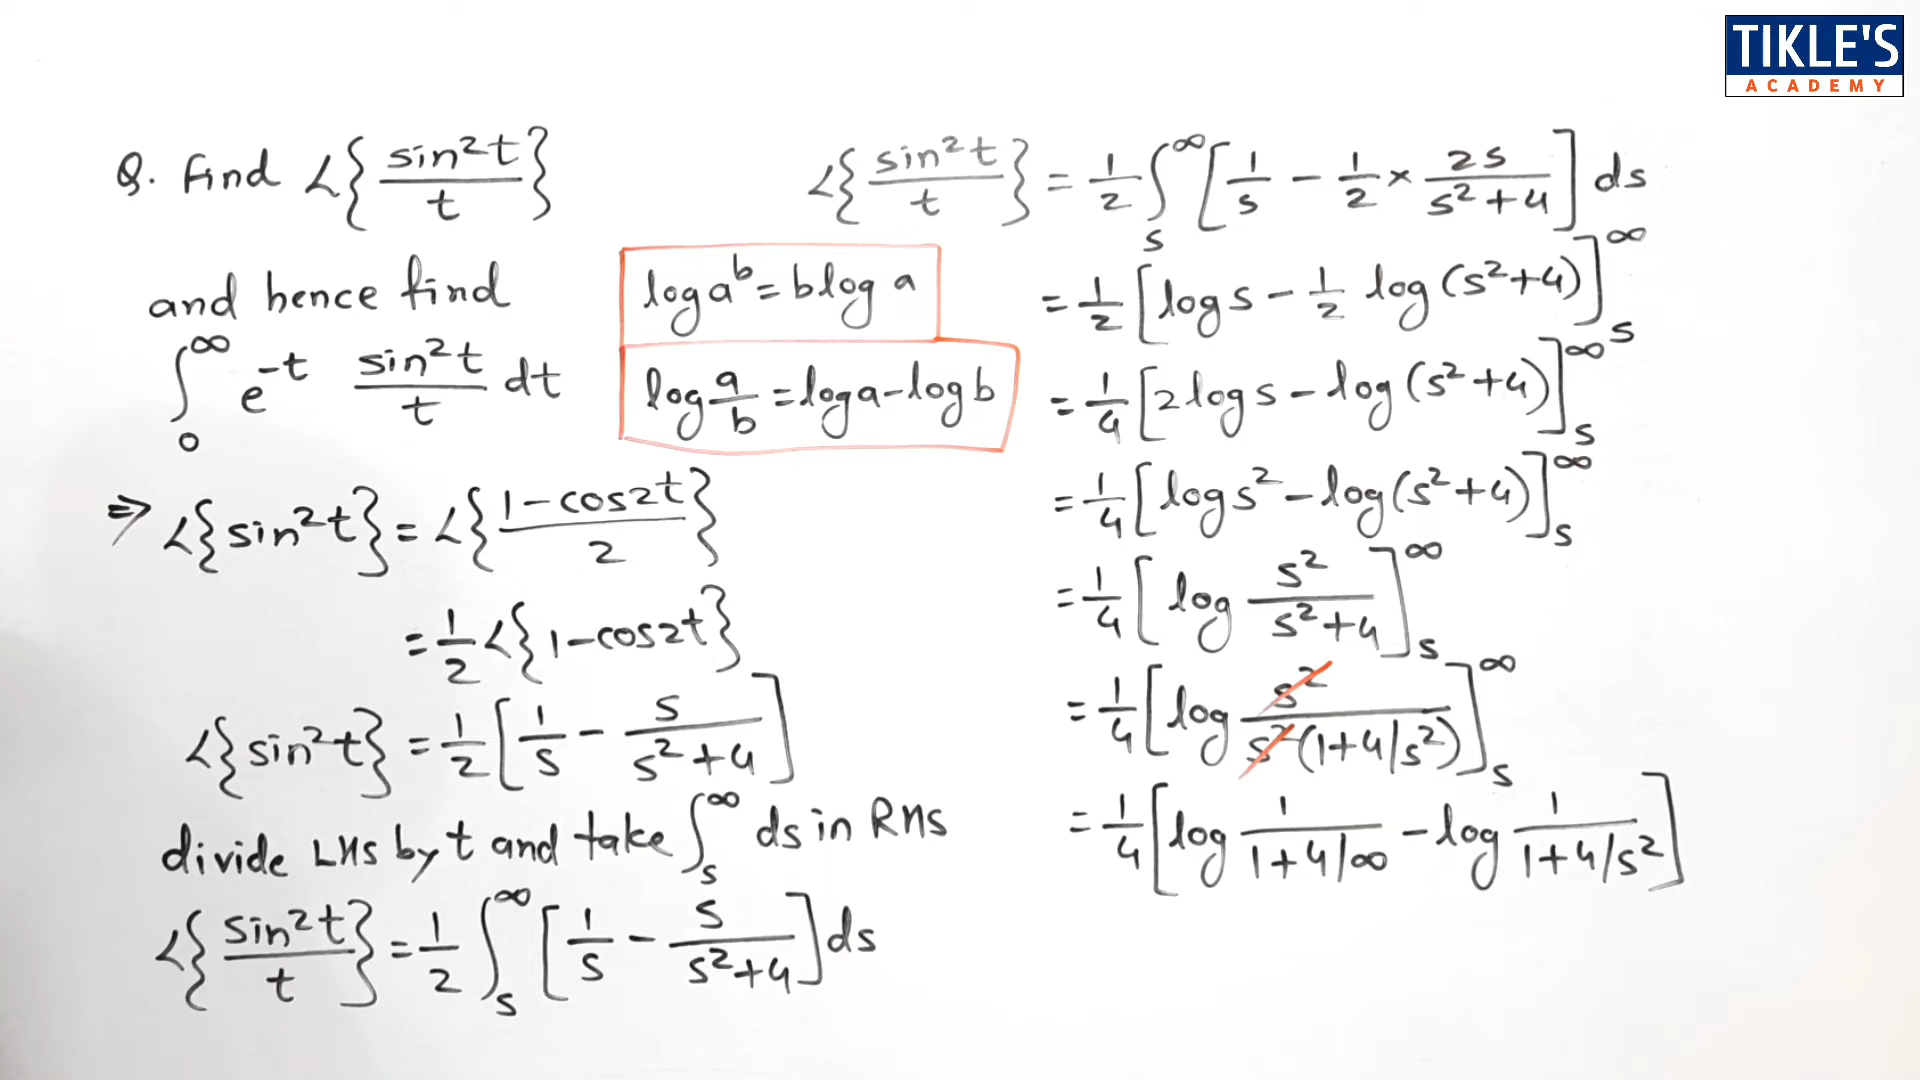 TIKLE'S
ACADEMY
Q. Find L{sin²t/t}
and hence find
∫₀^∞ e^-t sin²t/t dt
⇒ L{sin²t} = L{(1-cos2t)/2}
= 1/2 L{1-cos2t}
L{sin²t} = 1/2 [1/s - s/(s²+4)]
divide LHS by t and take ∫ₛ^∞ ds in RHS
L{sin²t/t} = 1/2 ∫ₛ^∞ [1/s - s/(s²+4)] ds
log a^b = b log a
log a/b = log a - log b
L{sin²t/t} = 1/2 ∫ₛ^∞ [1/s - 1/2 × 2s/(s²+4)] ds
= 1/2 [log s - 1/2 log (s²+4)]ₛ^∞
= 1/4 [2 log s - log (s²+4)]ₛ^∞
= 1/4 [log s² - log (s²+4)]ₛ^∞
= 1/4 [log s²/(s²+4)]ₛ^∞
= 1/4 [log s²/(s²(1+4/s²))]ₛ^∞
= 1/4 [log 1/(1+4/∞) - log 1/(1+4/s²)]